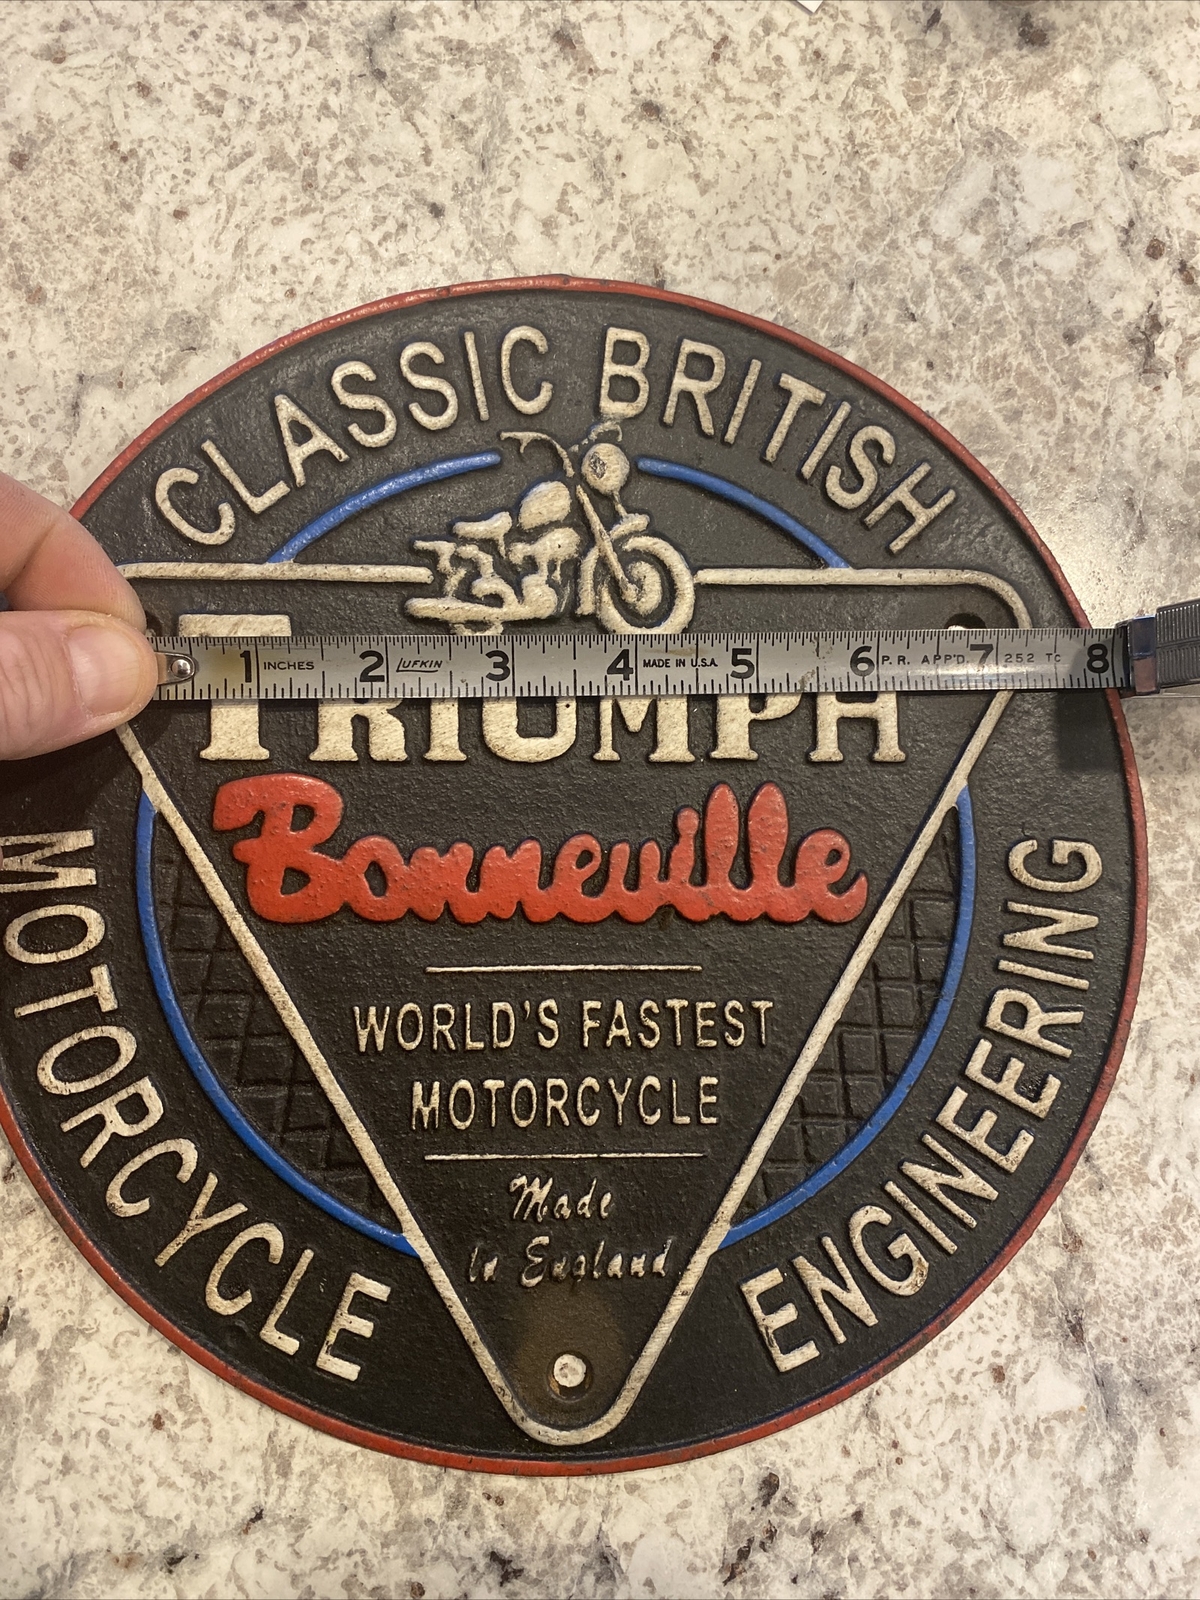 CLASSIC BRITISH
1 INCHES 2 LUFKIN 3 4 MADE IN U.S.A. 5 6 P.R. APP'D. 7 252 Tc 8
TRIUMPH
Bonneville
WORLD'S FASTEST
MOTORCYCLE
Made
In England
MOTORCYCLE
ENGINEERING